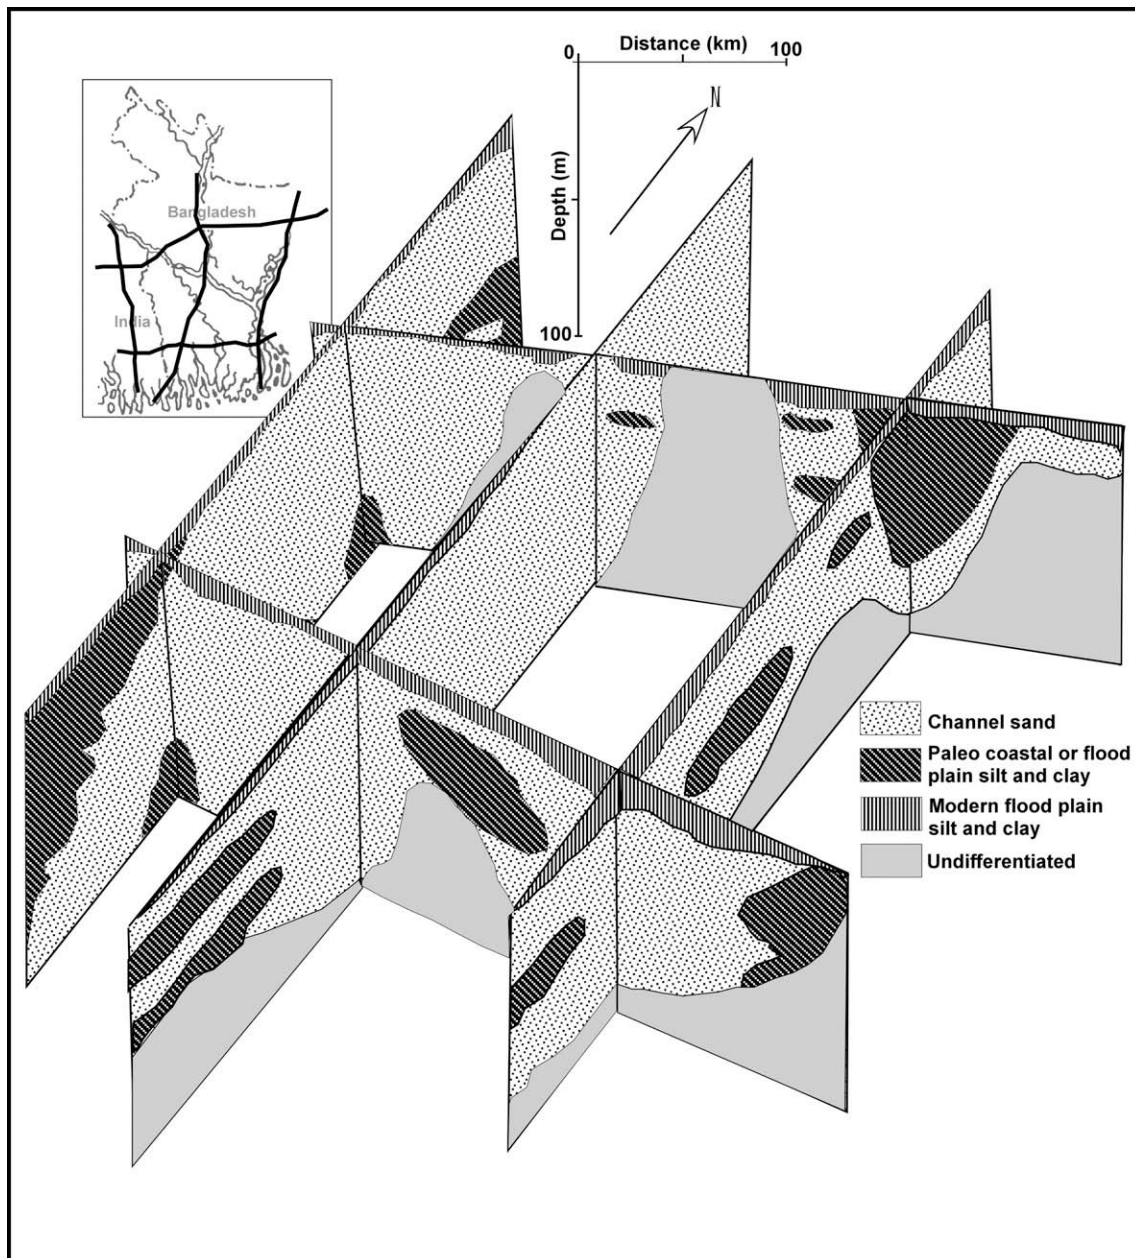 Distance (km)
0
100
N
Depth (m)
100
Bangladesh
India
Channel sand
Paleo coastal or flood
plain silt and clay
Modern flood plain
silt and clay
Undifferentiated